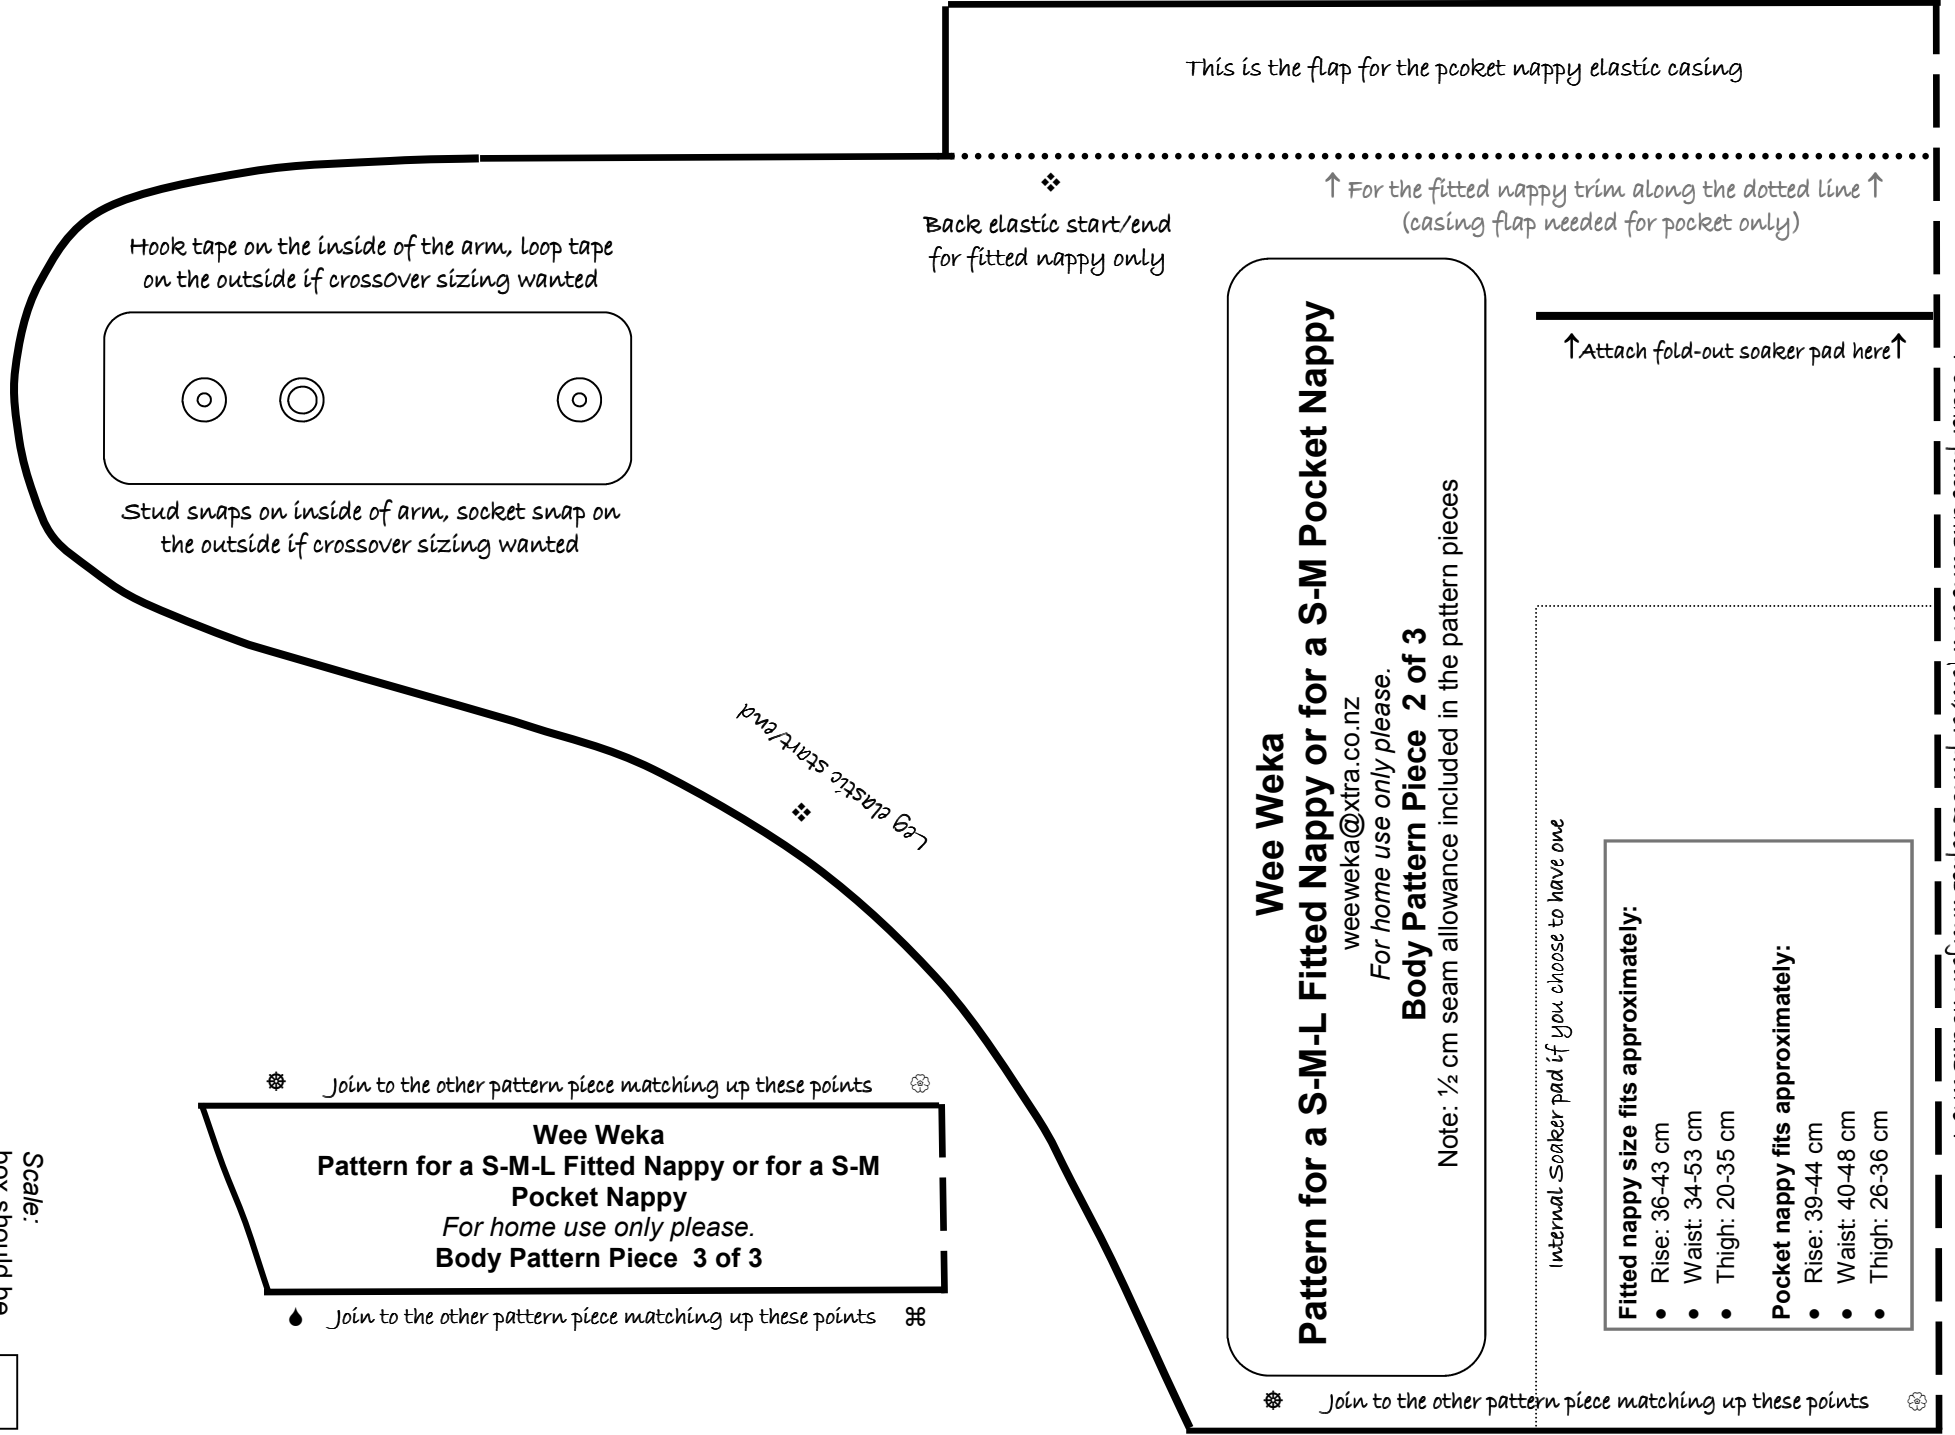 This is the flap for the pcoket nappy elastic casing
↑ For the fitted nappy trim along the dotted line ↑
(casing flap needed for pocket only)
❖
Back elastic start/end
for fitted nappy only
Hook tape on the inside of the arm, loop tape
on the outside if crossOver sizing wanted
Stud snaps on inside of arm, socket snap on
the outside if crossover sizing wanted
↑Attach fold-out soaker pad here↑
Leg elastic start/end
❖
Wee Weka
Pattern for a S-M-L Fitted Nappy or for a S-M Pocket Nappy
weeweka@xtra.co.nz
For home use only please.
Body Pattern Piece 2 of 3
Note: ½ cm seam allowance included in the pattern pieces
Internal Soaker pad if you choose to have one
Fitted nappy size fits approximately:
• Rise: 36-43 cm
• Waist: 34-53 cm
• Thigh: 20-35 cm
Pocket nappy fits approximately:
• Rise: 39-44 cm
• Waist: 40-48 cm
• Thigh: 26-36 cm
Join to the other pattern piece matching up these points
Wee Weka
Pattern for a S-M-L Fitted Nappy or for a S-M
Pocket Nappy
For home use only please.
Body Pattern Piece 3 of 3
Join to the other pattern piece matching up these points
Join to the other pattern piece matching up these points
Scale:
box should be